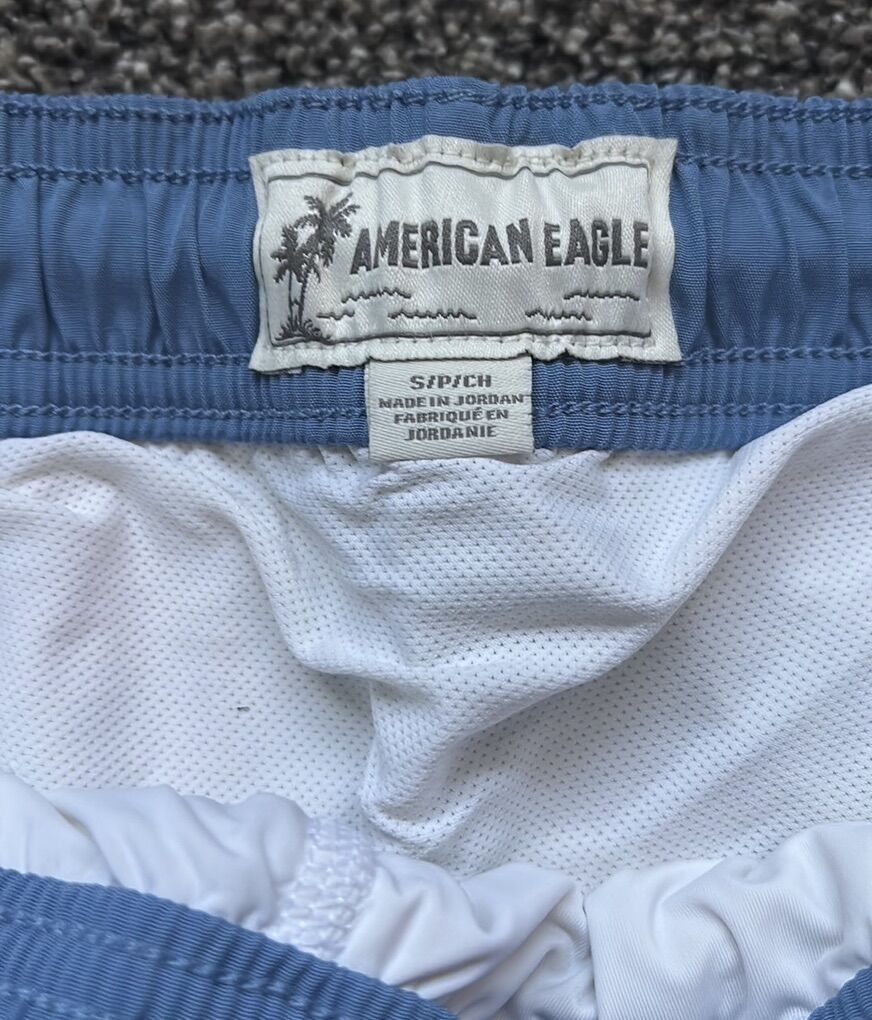 AMERICAN EAGLE
S/P/CH
MADE IN JORDAN
FABRIQUÉ EN
JORDANIE